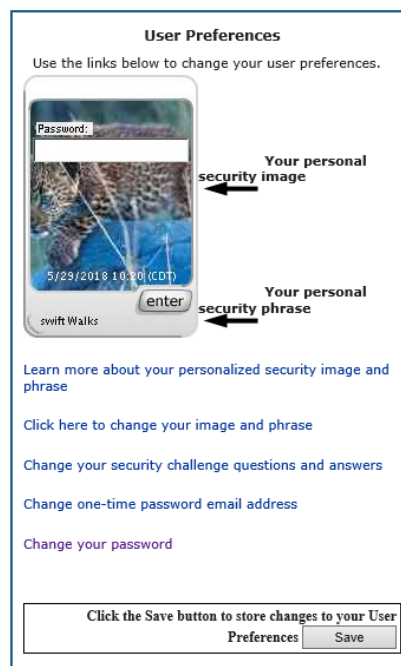 User Preferences
Use the links below to change your user preferences.
Password:
Your personal
security image
5/29/2018 10:20 (CDT)
enter
Your personal
security phrase
swift Walks
Learn more about your personalized security image and
phrase
Click here to change your image and phrase
Change your security challenge questions and answers
Change one-time password email address
Change your password
Click the Save button to store changes to your User
Preferences Save